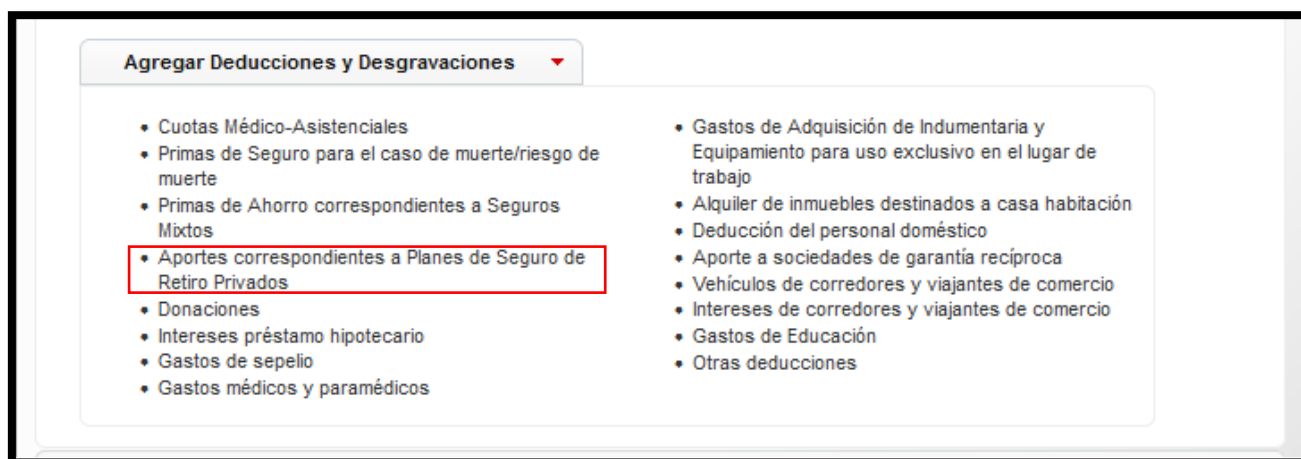 Agregar Deducciones y Desgravaciones
• Cuotas Médico-Asistenciales
• Primas de Seguro para el caso de muerte/riesgo de
muerte
• Primas de Ahorro correspondientes a Seguros
Mixtos
• Aportes correspondientes a Planes de Seguro de
Retiro Privados
• Donaciones
• Intereses préstamo hipotecario
• Gastos de sepelio
• Gastos médicos y paramédicos
• Gastos de Adquisición de Indumentaria y
Equipamiento para uso exclusivo en el lugar de
trabajo
• Alquiler de inmuebles destinados a casa habitación
• Deducción del personal doméstico
• Aporte a sociedades de garantía recíproca
• Vehículos de corredores y viajantes de comercio
• Intereses de corredores y viajantes de comercio
• Gastos de Educación
• Otras deducciones